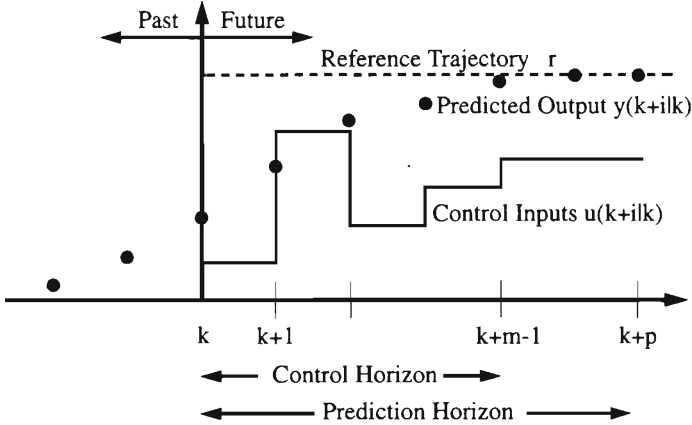 Past Future
Reference Trajectory r
Predicted Output y(k+i|k)
Control Inputs u(k+i|k)
k k+1 k+m-1 k+p
Control Horizon
Prediction Horizon